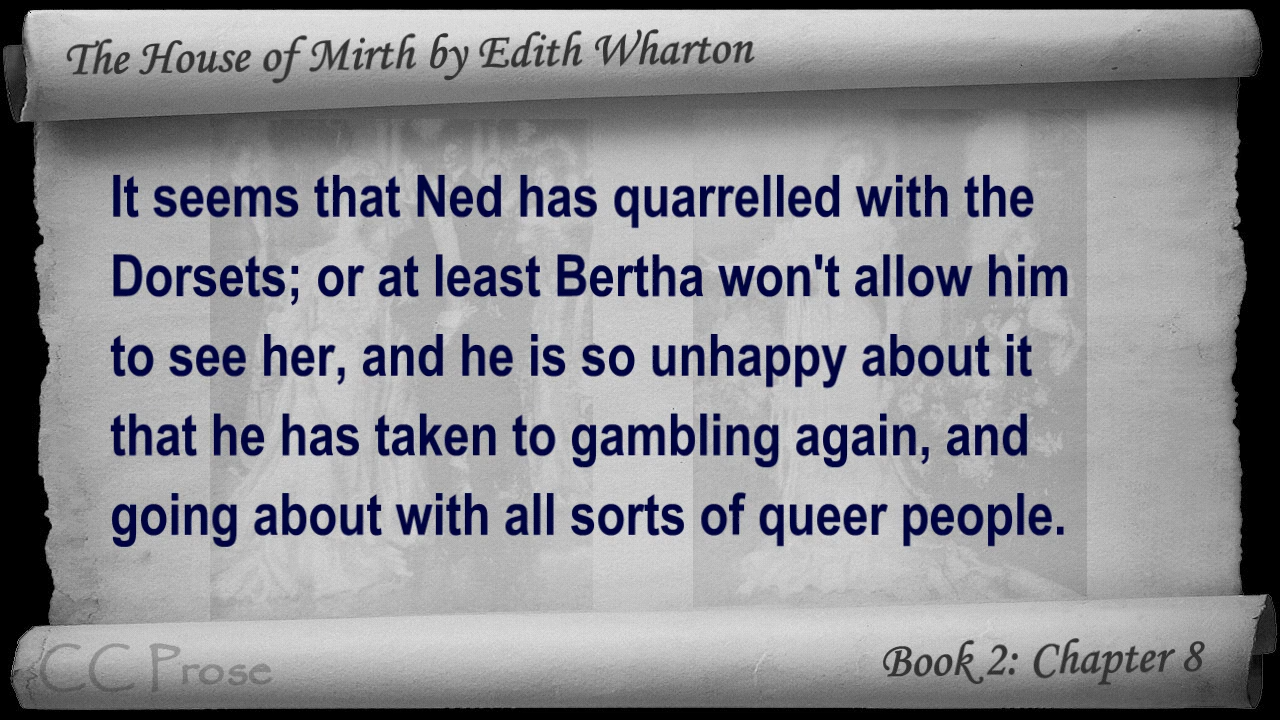 The House of Mirth by Edith Wharton
It seems that Ned has quarrelled with the
Dorsets; or at least Bertha won't allow him
to see her, and he is so unhappy about it
that he has taken to gambling again, and
going about with all sorts of queer people.
CC Prose
Book 2: Chapter 8